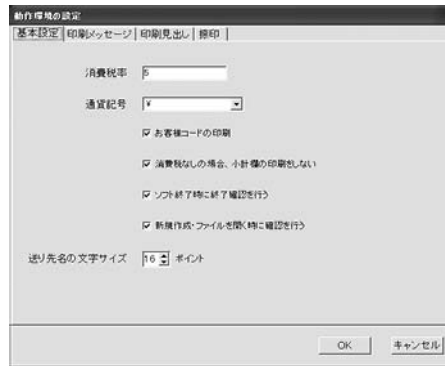 動作環境の設定
基本設定 印刷メッセージ 印刷見出し 捺印
消費税率 5
通貨記号 ¥
お客様コードの印刷
消費税なしの場合、小計欄の印刷をしない
ソフト終了時に終了確認を行う
新規作成・ファイルを開く時に確認を行う
送り先名の文字サイズ 16 ポイント
OK キャンセル